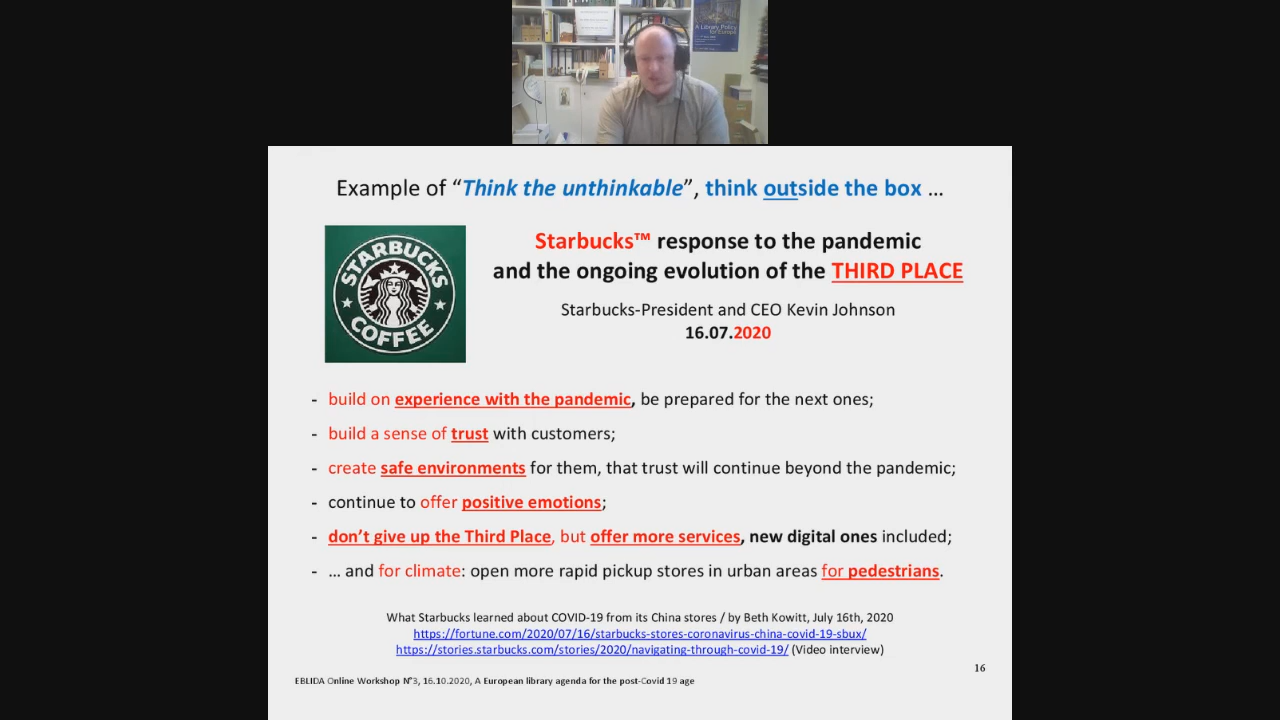 A Library Policy
for Europe
Example of “Think the unthinkable”, think outside the box …
STARBUCKS
COFFEE
Starbucks™ response to the pandemic
and the ongoing evolution of the THIRD PLACE
Starbucks-President and CEO Kevin Johnson
16.07.2020
- build on experience with the pandemic, be prepared for the next ones;
- build a sense of trust with customers;
- create safe environments for them, that trust will continue beyond the pandemic;
- continue to offer positive emotions;
- don’t give up the Third Place, but offer more services, new digital ones included;
- … and for climate: open more rapid pickup stores in urban areas for pedestrians.
What Starbucks learned about COVID-19 from its China stores / by Beth Kowitt, July 16th, 2020
https://fortune.com/2020/07/16/starbucks-stores-coronavirus-china-covid-19-sbux/
https://stories.starbucks.com/stories/2020/navigating-through-covid-19/ (Video interview)
16
EBLIDA Online Workshop N°3, 16.10.2020, A European library agenda for the post-Covid 19 age